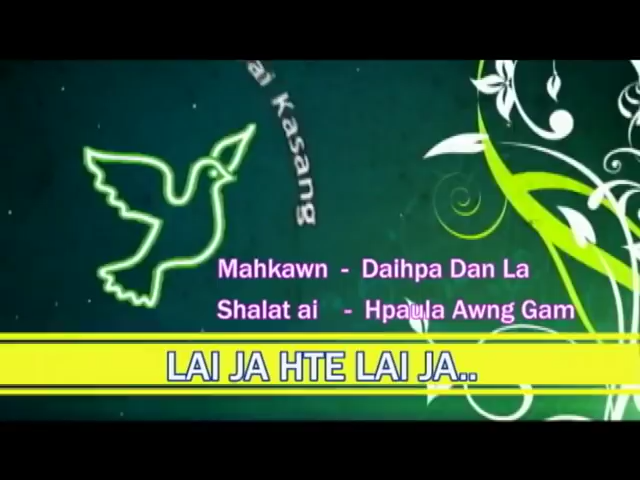 ai Kasang
Mahkawn - Daihpa Dan La
Shalat ai - Hpaula Awng Gam
LAI JA HTE LAI JA..